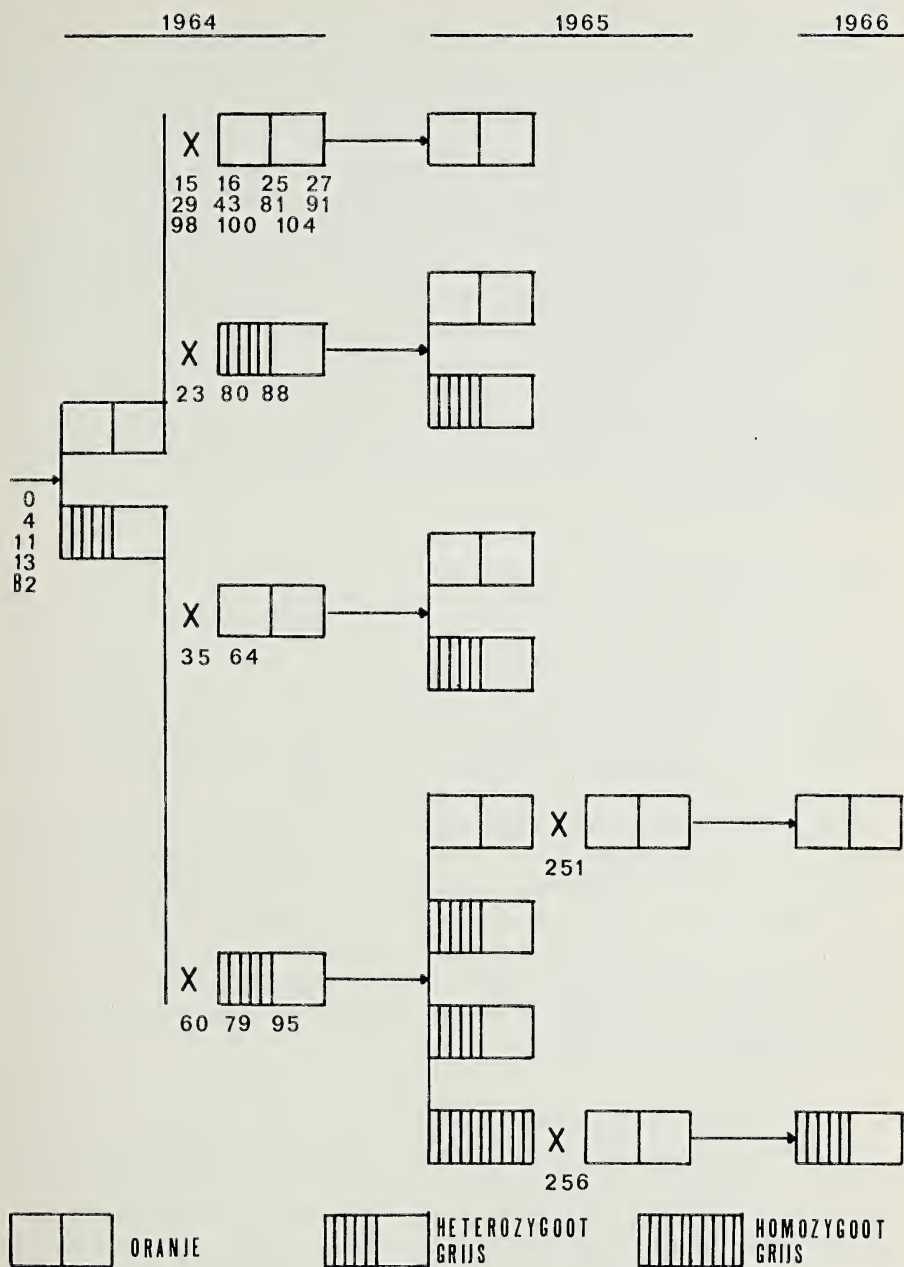 1964 1965 1966
X
15 16 25 27
29 43 81 91
98 100 104
X
23 80 88
0
4
11
13
B2
X
35 64
X
251
X
60 79 95
X
256
ORANJE
HETEROZYGOOT
GRIJS
HOMOZYGOOT
GRIJS